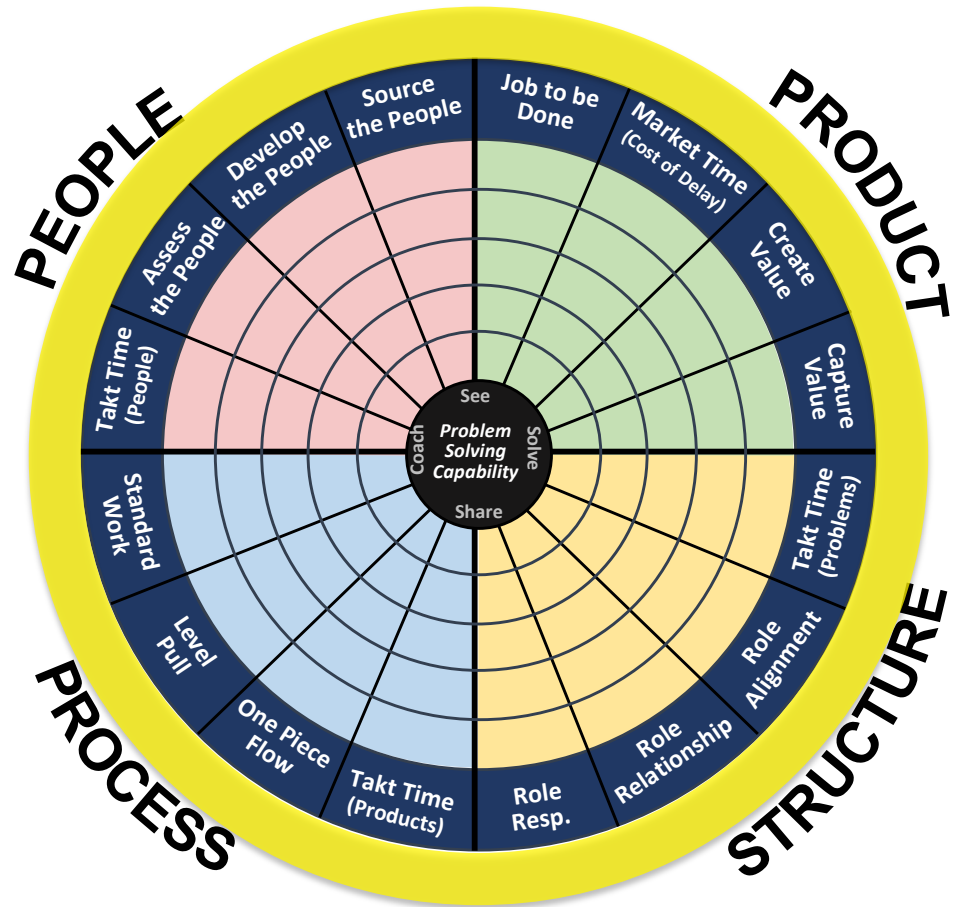 PEOPLE
PRODUCT
STRUCTURE
PROCESS
Job to be
Done
Market Time
(Cost of Delay)
Create
Value
Capture
Value
Takt Time
(Problems)
Role
Alignment
Role
Relationship
Role
Resp.
Takt Time
(Products)
One Piece
Flow
Level
Pull
Standard
Work
Takt Time
(People)
Assess
the People
Develop
the People
Source
the People
See
Solve
Share
Coach
Problem
Solving
Capability